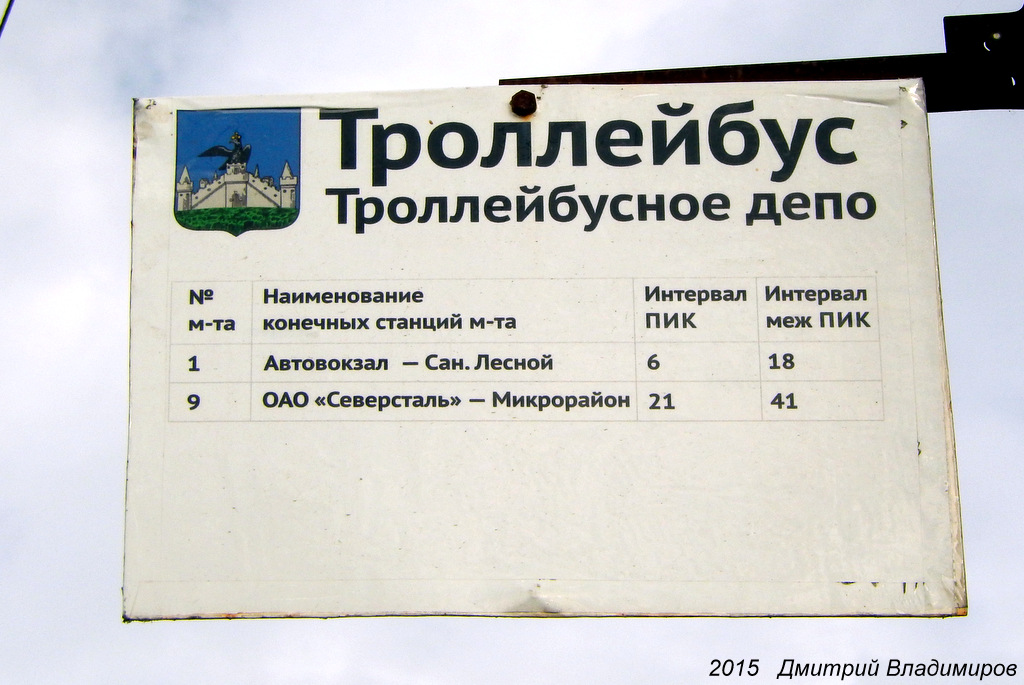 Троллейбус
Троллейбусное депо
№ м-та Наименование конечных станций м-та Интервал ПИК Интервал меж ПИК
1 Автовокзал — Сан. Лесной 6 18
9 ОАО «Северсталь» — Микрорайон 21 41
2015 Дмитрий Владимиров